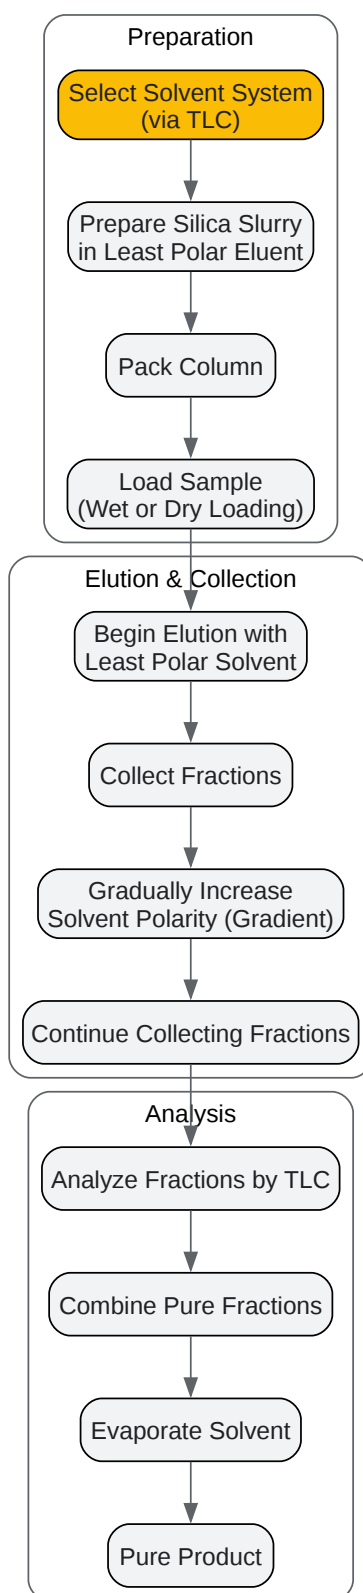 Preparation
Select Solvent System
(via TLC)
Prepare Silica Slurry
in Least Polar Eluent
Pack Column
Load Sample
(Wet or Dry Loading)
Elution & Collection
Begin Elution with
Least Polar Solvent
Collect Fractions
Gradually Increase
Solvent Polarity (Gradient)
Continue Collecting Fractions
Analysis
Analyze Fractions by TLC
Combine Pure Fractions
Evaporate Solvent
Pure Product